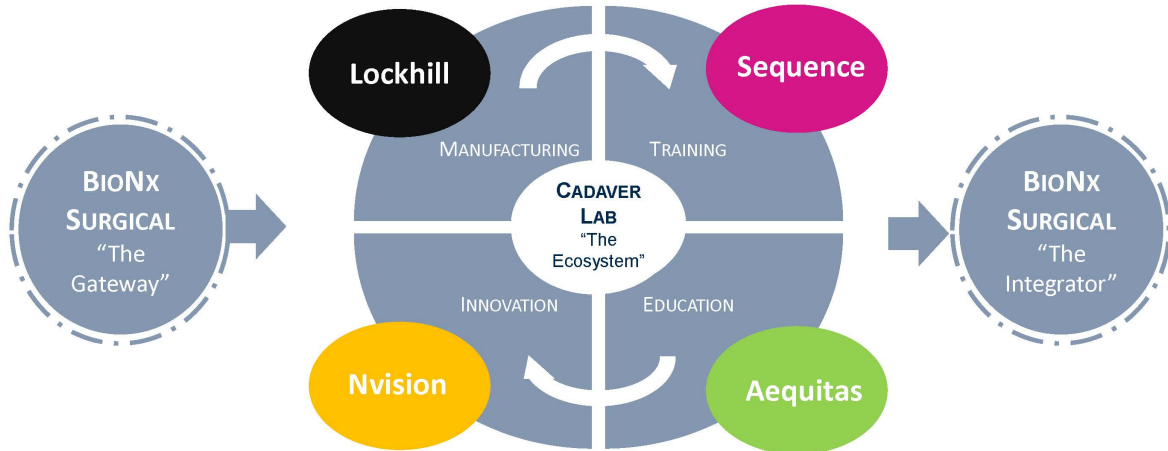 BIONX
SURGICAL
“The
Gateway”
Lockhill
Sequence
MANUFACTURING
TRAINING
CADAVER
LAB
“The
Ecosystem”
INNOVATION
EDUCATION
Nvision
Aequitas
BIONX
SURGICAL
“The
Integrator”